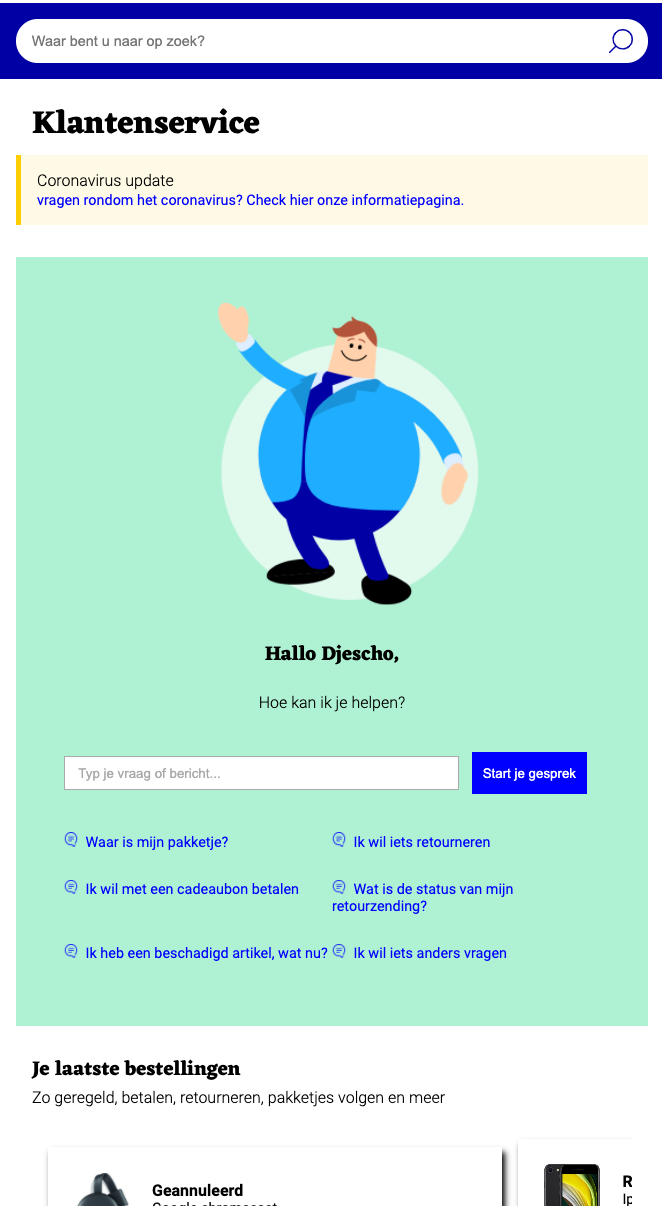 Waar bent u naar op zoek?
Klantenservice
Coronavirus update
vragen rondom het coronavirus? Check hier onze informatiepagina.
Hallo Djescho,
Hoe kan ik je helpen?
Typ je vraag of bericht...
Start je gesprek
Waar is mijn pakketje?
Ik wil iets retourneren
Ik wil met een cadeaubon betalen
Wat is de status van mijn
retourzending?
Ik heb een beschadigd artikel, wat nu?
Ik wil iets anders vragen
Je laatste bestellingen
Zo geregeld, betalen, retourneren, pakketjes volgen en meer
Geannuleerd